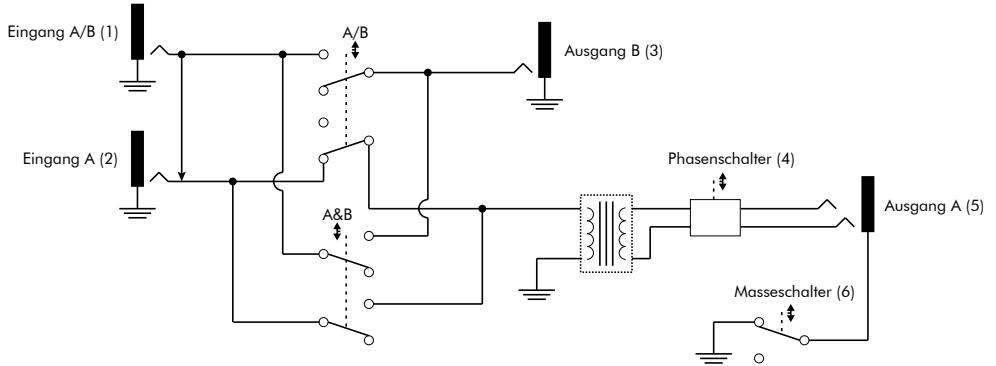 Eingang A/B (1)
A/B
Ausgang B (3)
Eingang A (2)
Phasenschalter (4)
A&B
Ausgang A (5)
Masseschalter (6)